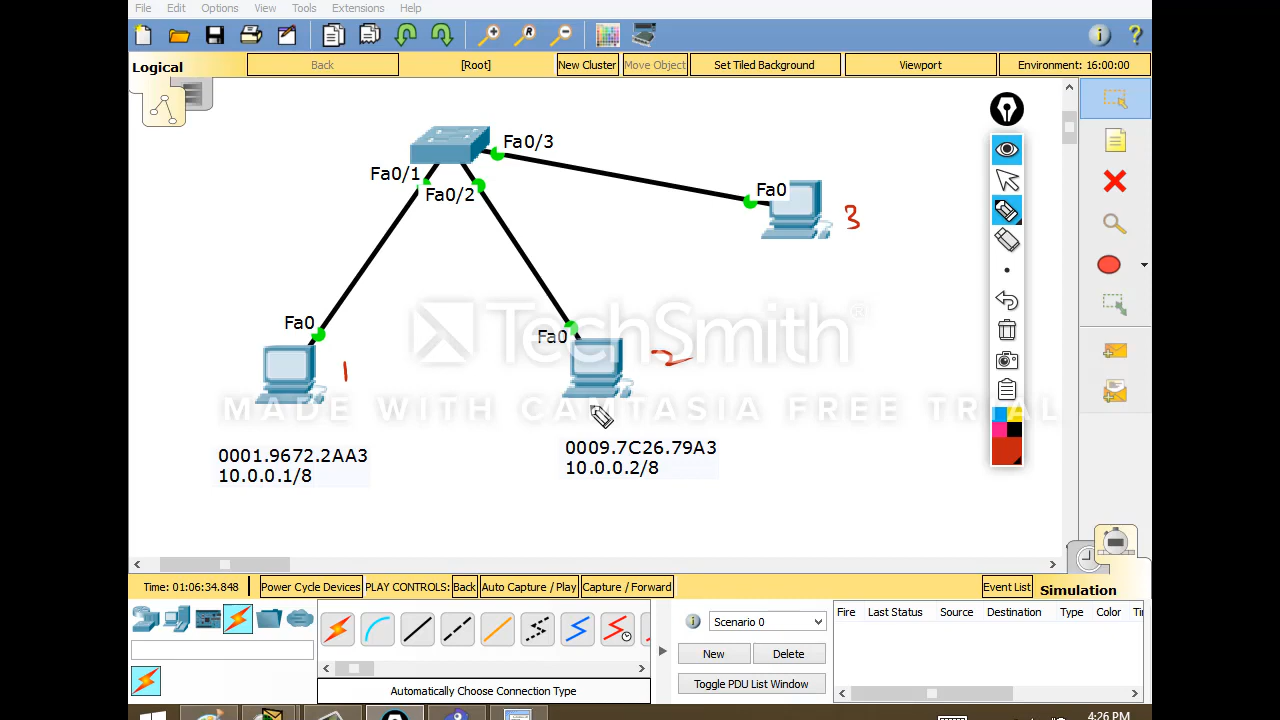 File Edit Options View Tools Extensions Help
Logical Back [Root] New Cluster Move Object Set Tiled Background Viewport Environment: 16:00:00
Fa0/3
Fa0/1
Fa0/2
Fa0
3
Fa0
Fa0
1
2
TechSmith®
MADE WITH CAMTASIA FREE TRIAL
0001.9672.2AA3
10.0.0.1/8
0009.7C26.79A3
10.0.0.2/8
Time: 01:06:34.848 Power Cycle Devices PLAY CONTROLS: Back Auto Capture / Play Capture / Forward Event List Simulation
Scenario 0
New Delete
Toggle PDU List Window
Fire Last Status Source Destination Type Color
Automatically Choose Connection Type
4:26 PM